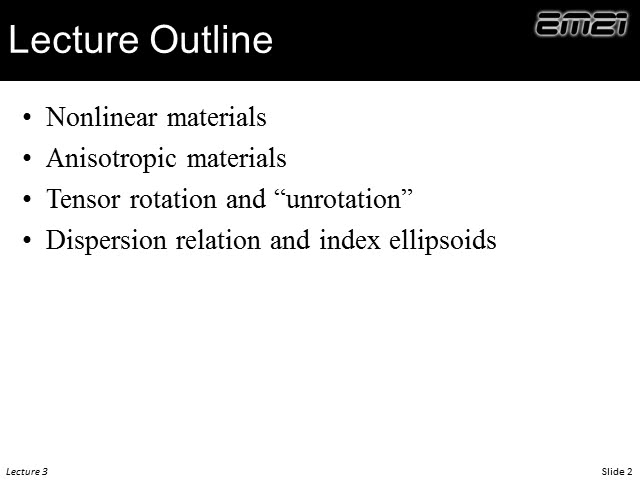 Lecture Outline
EM21
• Nonlinear materials
• Anisotropic materials
• Tensor rotation and “unrotation”
• Dispersion relation and index ellipsoids
Lecture 3
Slide 2